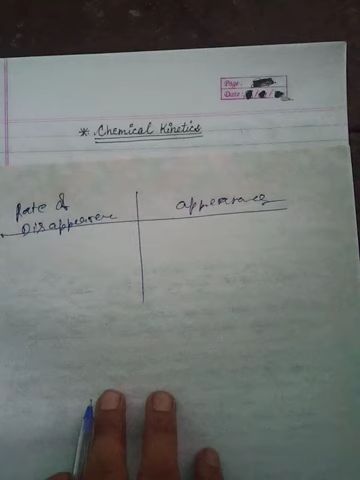 Page:
Date: / /
* Chemical Kinetics
Rate of
Disappearance
appearance